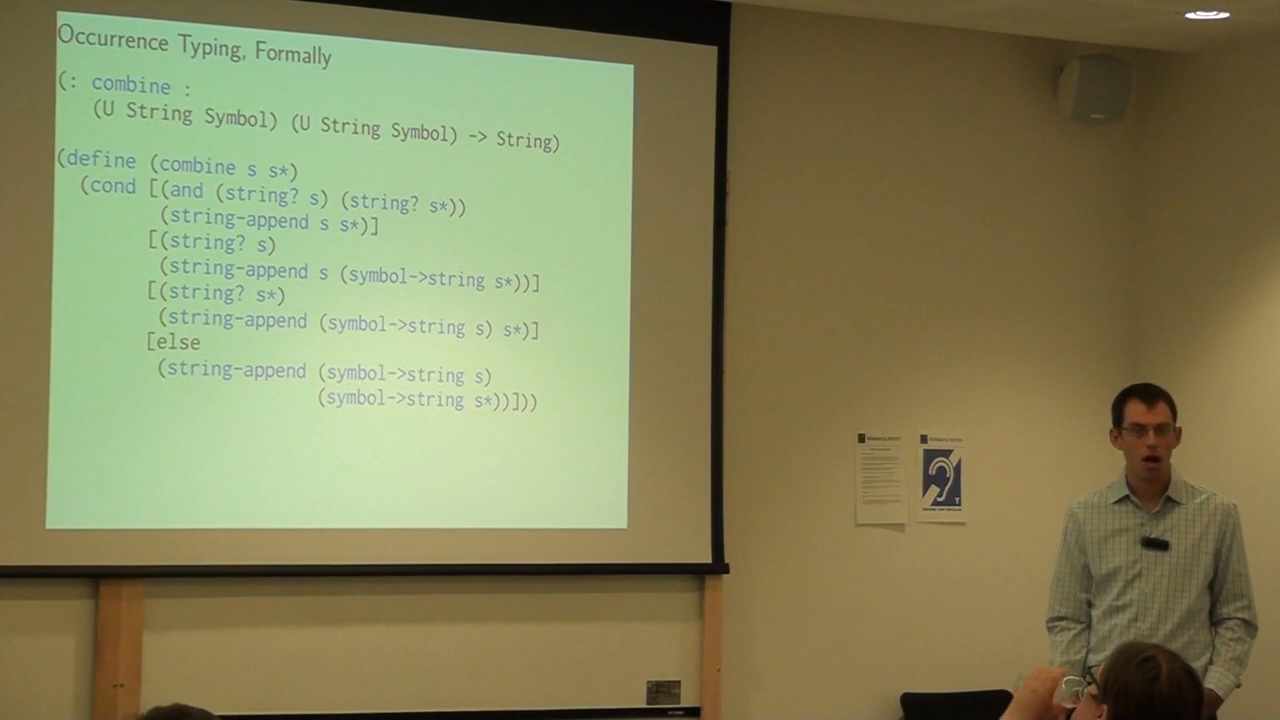 Occurrence Typing, Formally
(: combine :
(U String Symbol) (U String Symbol) -> String)
(define (combine s s*)
(cond [(and (string? s) (string? s*))
(string-append s s*)]
[(string? s)
(string-append s (symbol->string s*))]
[(string? s*)
(string-append (symbol->string s) s*)]
[else
(string-append (symbol->string s)
(symbol->string s*))]))
T